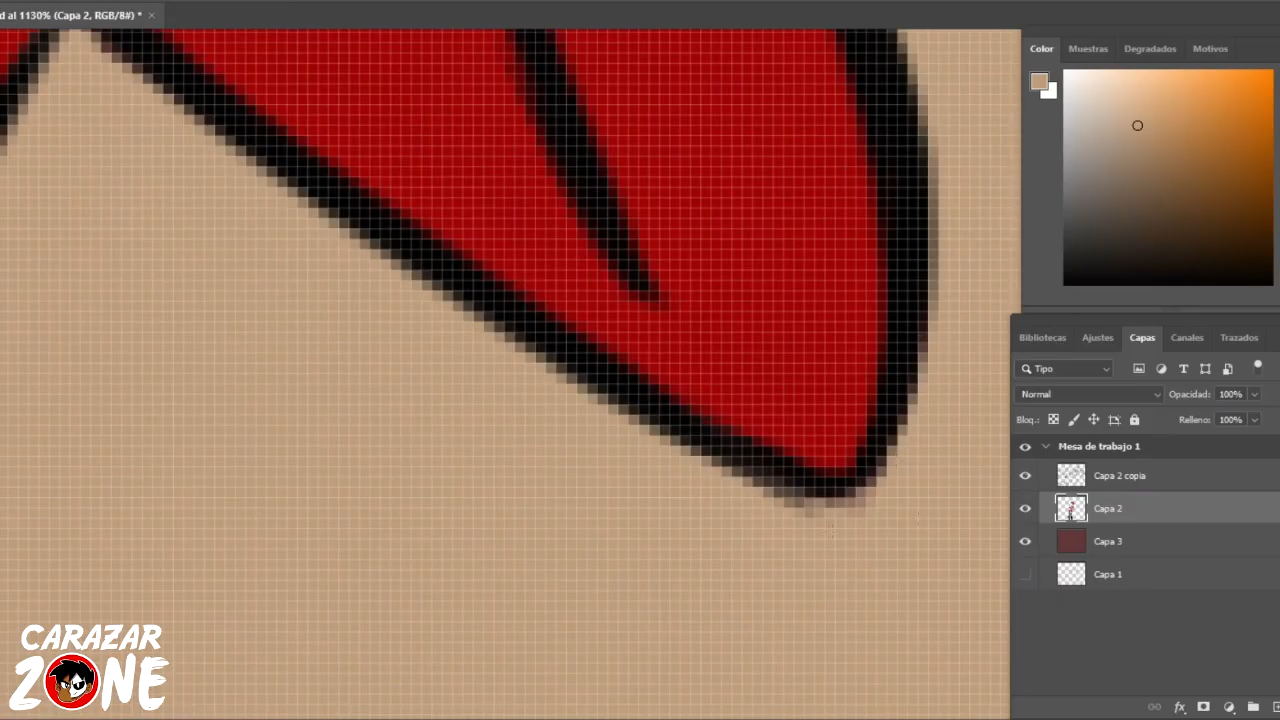 d al 1130% (Capa 2, RGB/8#) *
Color
Muestras
Degradados
Motivos
Bibliotecas
Ajustes
Capas
Canales
Trazados
Tipo
Normal
Opacidad: 100%
Bloq.:
Relleno: 100%
Mesa de trabajo 1
Capa 2 copia
Capa 2
Capa 3
Capa 1
fx
CARAZAR
ZONE